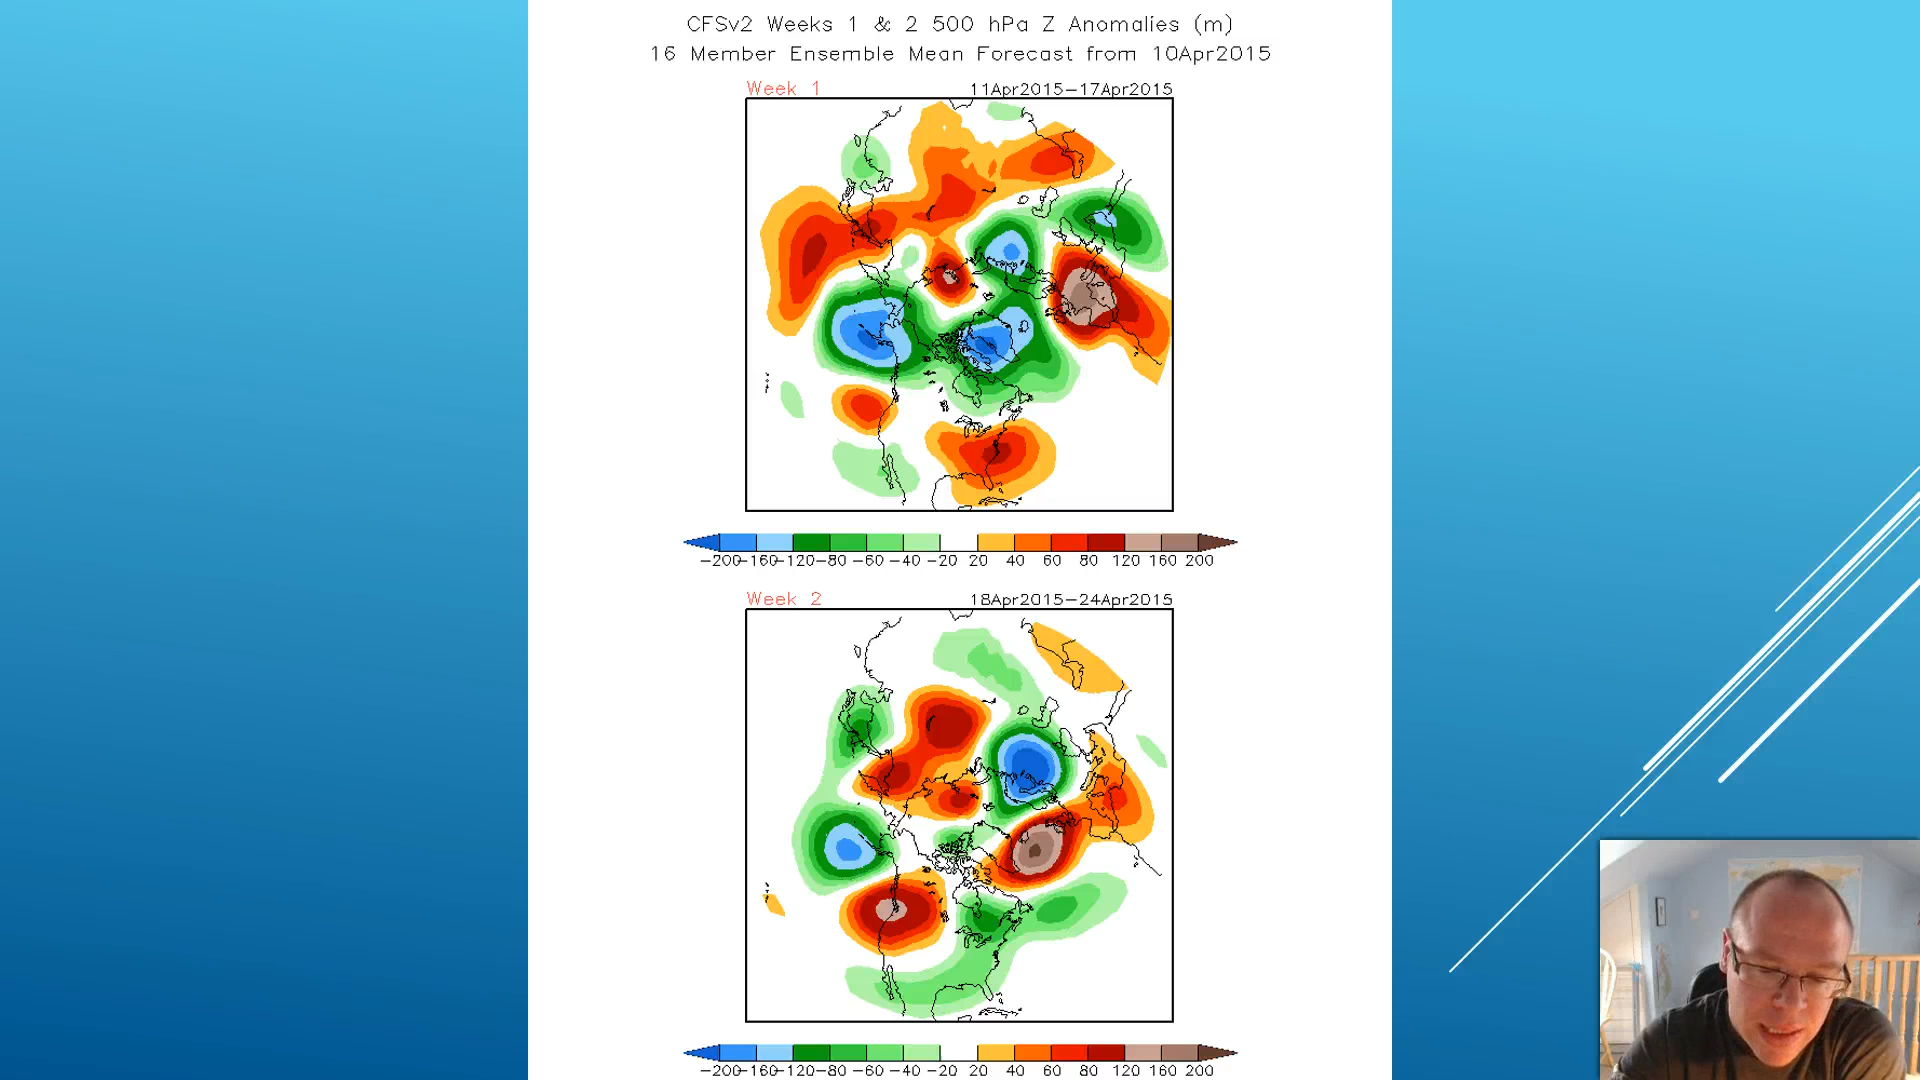 CFSv2 Weeks 1 & 2 500 hPa Z Anomalies (m)
16 Member Ensemble Mean Forecast from 10Apr2015
Week 1 11Apr2015-17Apr2015
-200 -160 -120 -80 -60 -40 -20 20 40 60 80 120 160 200
Week 2 18Apr2015-24Apr2015
-200 -160 -120 -80 -60 -40 -20 20 40 60 80 120 160 200